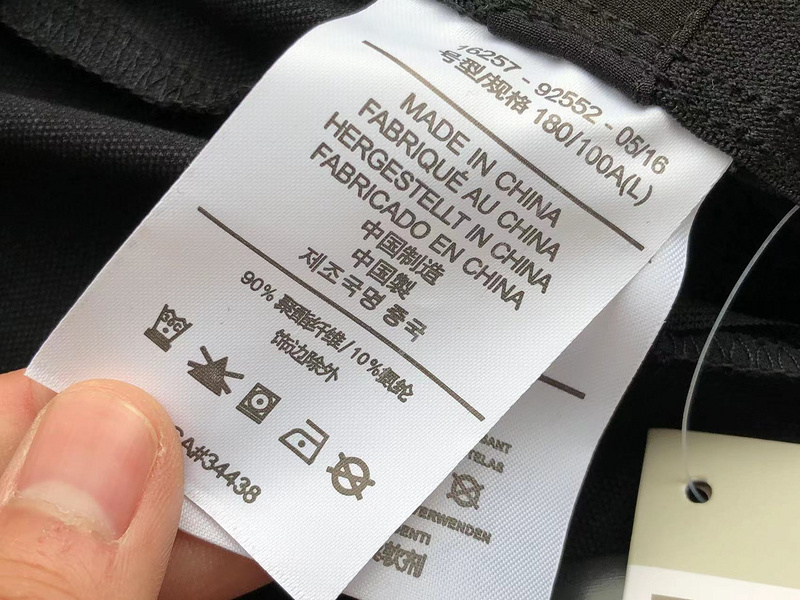 16257 - 92552 - 05/16
号型/规格 180/100A(L)
MADE IN CHINA
FABRIQUÉ AU CHINA
HERGESTELLT IN CHINA
FABRICADO EN CHINA
中国制造
中国製
제조국명 중국
90% 聚酯纤维/10%氨纶
饰边除外
CA#34438
ERWENDEN